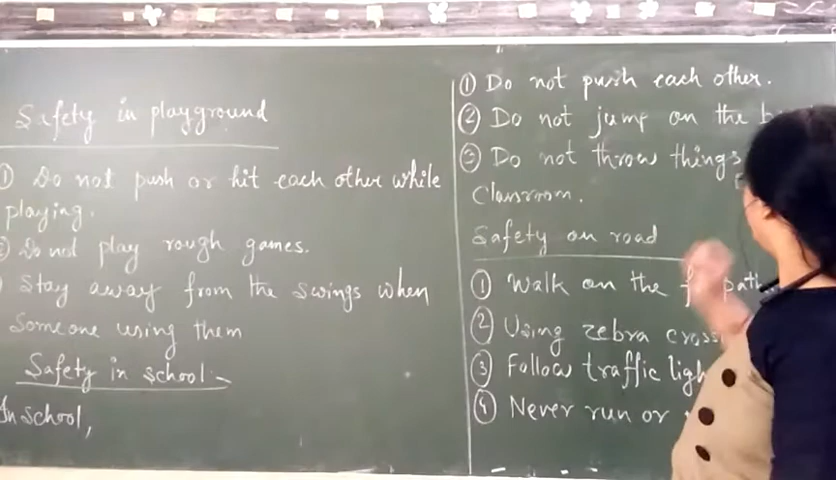 Safety in playground
① Do not push or hit each other while
playing.
② Do not play rough games.
Stay away from the swings when
Someone using them
Safety in school:-
In school,
① Do not push each other.
② Do not jump on the
③ Do not throw things
Classroom.
Safety on road
① Walk on the
② Using zebra
③ Follow traffic
④ Never run or